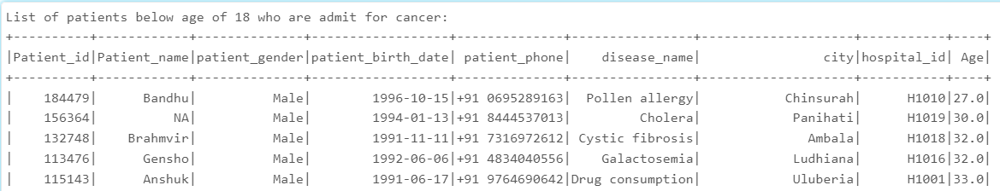 List of patients below age of 18 who are admit for cancer:
+----------+------------+--------------+------------------+--------------+----------------+--------------------+-----------+----+
|Patient_id|Patient_name|patient_gender|patient_birth_date| patient_phone|    disease_name|                city|hospital_id| Age|
+----------+------------+--------------+------------------+--------------+----------------+--------------------+-----------+----+
|    184479|      Bandhu|          Male|        1996-10-15|+91 0695289163|  Pollen allergy|           Chinsurah|      H1010|27.0|
|    156364|          NA|          Male|        1994-01-13|+91 8444537013|         Cholera|            Panihati|      H1019|30.0|
|    132748|    Brahmvir|          Male|        1991-11-11|+91 7316972612| Cystic fibrosis|              Ambala|      H1018|32.0|
|    113476|      Gensho|          Male|        1992-06-06|+91 4834040556|    Galactosemia|            Ludhiana|      H1016|32.0|
|    115143|      Anshuk|          Male|        1991-06-17|+91 9764690642|Drug consumption|            Uluberia|      H1001|33.0|